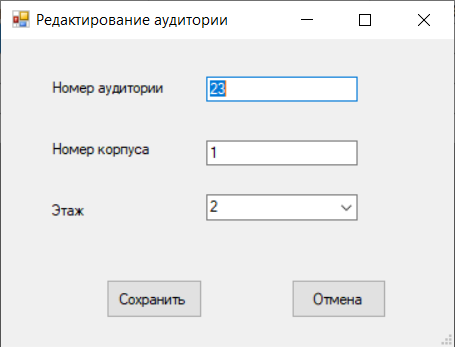 Редактирование аудитории
Номер аудитории 23
Номер корпуса 1
Этаж 2
Сохранить Отмена